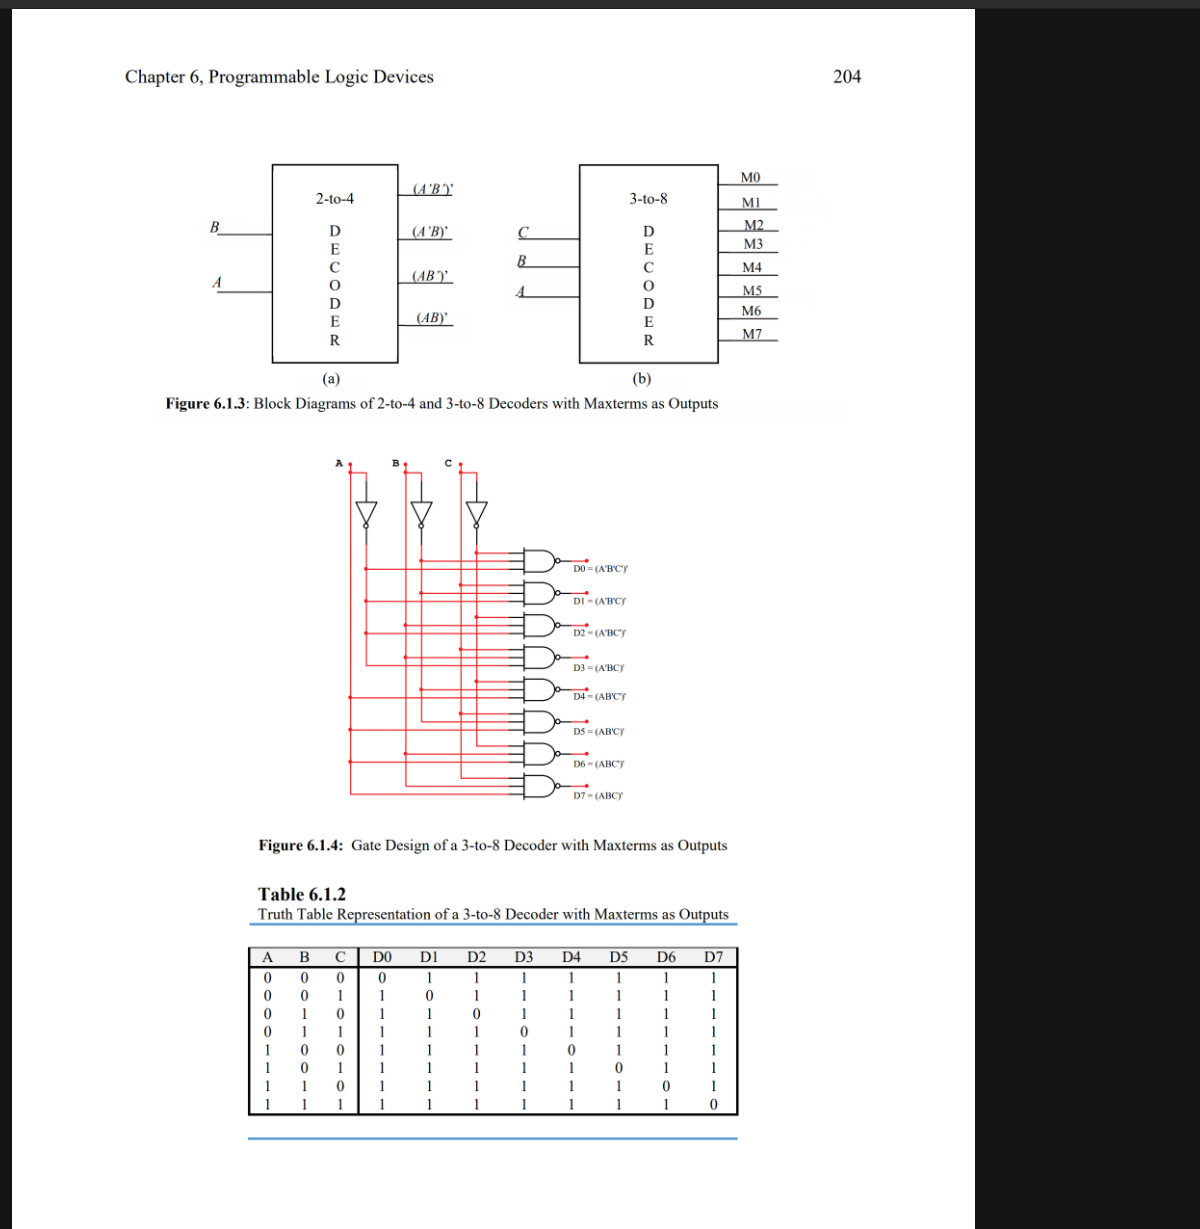 Chapter 6, Programmable Logic Devices 204
2-to-4
DECODER
B
A
(A'B')'
(A'B)'
(AB')'
(AB)'
(a)
3-to-8
DECODER
C
B
A
M0
M1
M2
M3
M4
M5
M6
M7
(b)
Figure 6.1.3: Block Diagrams of 2-to-4 and 3-to-8 Decoders with Maxterms as Outputs
A B C
D0 = (A'B'C')'
D1 = (A'B'C)'
D2 = (A'BC')'
D3 = (A'BC)'
D4 = (AB'C')'
D5 = (AB'C)'
D6 = (ABC')'
D7 = (ABC)'
Figure 6.1.4: Gate Design of a 3-to-8 Decoder with Maxterms as Outputs
Table 6.1.2
Truth Table Representation of a 3-to-8 Decoder with Maxterms as Outputs
A B C D0 D1 D2 D3 D4 D5 D6 D7
0 0 0 0 1 1 1 1 1 1 1
0 0 1 1 0 1 1 1 1 1 1
0 1 0 1 1 0 1 1 1 1 1
0 1 1 1 1 1 0 1 1 1 1
1 0 0 1 1 1 1 0 1 1 1
1 0 1 1 1 1 1 1 0 1 1
1 1 0 1 1 1 1 1 1 0 1
1 1 1 1 1 1 1 1 1 1 0